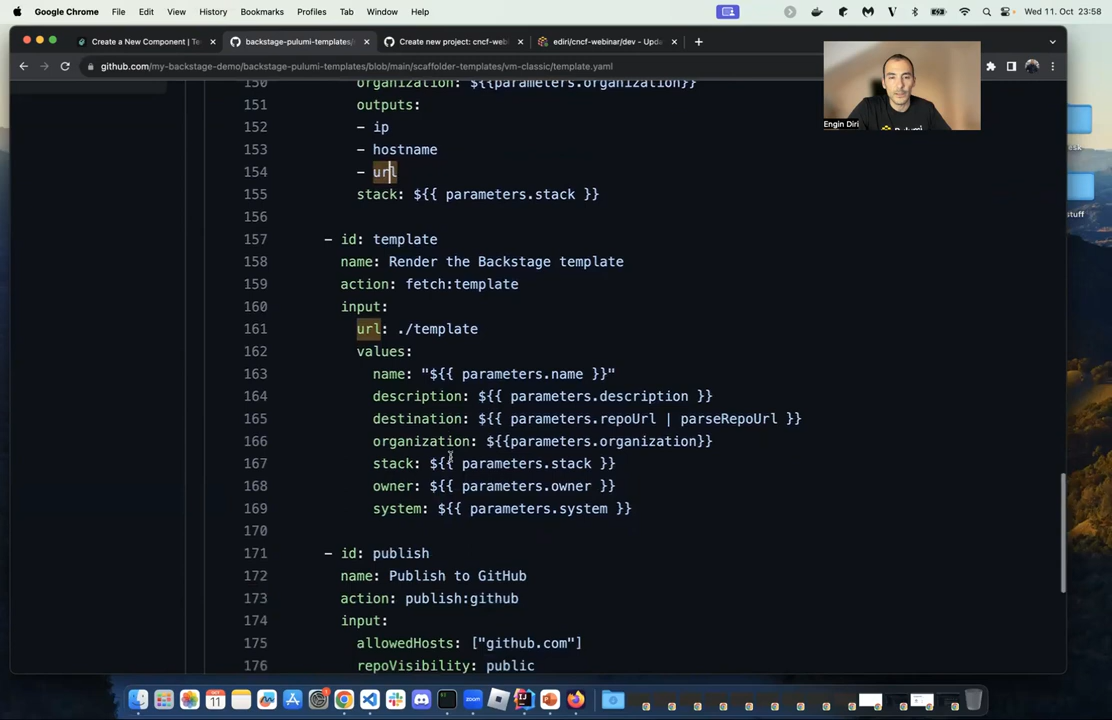 Google Chrome File Edit View History Bookmarks Profiles Tab Window Help Wed 11. Oct 23:58
Create a New Component | Te backstage-pulumi-templates/ Create new project: cncf-web ediri/cncf-webinar/dev - Upda
github.com/my-backstage-demo/backstage-pulumi-templates/blob/main/scaffolder-templates/vm-classic/template.yaml
Engin Diri
esk
stuff
150 organization: ${{parameters.organization}}
151 outputs:
152 - ip
153 - hostname
154 - url
155 stack: ${{ parameters.stack }}
156
157 - id: template
158 name: Render the Backstage template
159 action: fetch:template
160 input:
161 url: ./template
162 values:
163 name: "${{ parameters.name }}"
164 description: ${{ parameters.description }}
165 destination: ${{ parameters.repoUrl | parseRepoUrl }}
166 organization: ${{parameters.organization}}
167 stack: ${{ parameters.stack }}
168 owner: ${{ parameters.owner }}
169 system: ${{ parameters.system }}
170
171 - id: publish
172 name: Publish to GitHub
173 action: publish:github
174 input:
175 allowedHosts: ["github.com"]
176 repoVisibility: public